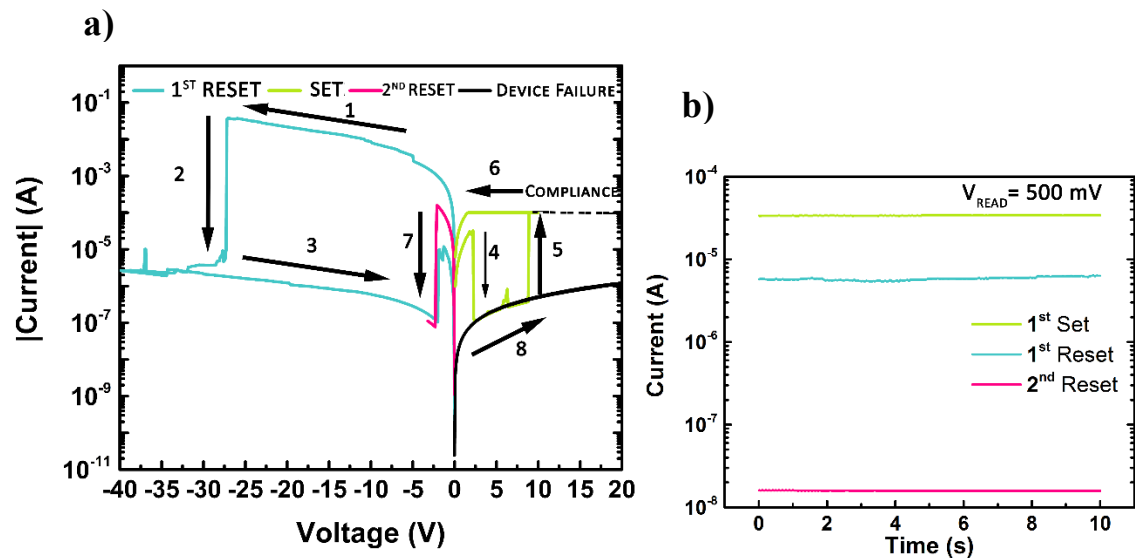 a)
1ST RESET SET 2ND RESET DEVICE FAILURE
10-1
10-3
10-5
10-7
10-9
10-11
|Current| (A)
1
2
3
4
5
6
7
8
COMPLIANCE
-40 -35 -30 -25 -20 -15 -10 -5 0 5 10 15 20
Voltage (V)
b)
VREAD= 500 mV
10-4
10-5
10-6
10-7
10-8
Current (A)
1st Set
1st Reset
2nd Reset
0 2 4 6 8 10
Time (s)